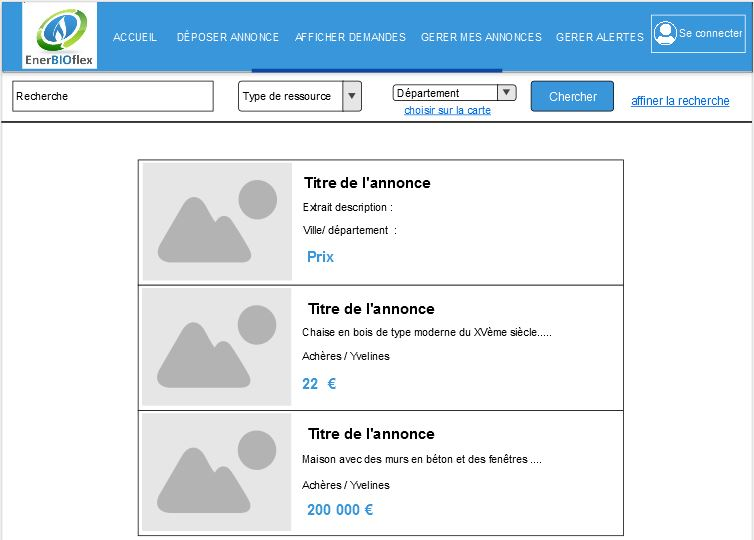 EnerBIOflex
ACCUEIL DÉPOSER ANNONCE AFFICHER DEMANDES GERER MES ANNONCES GERER ALERTES Se connecter
Recherche Type de ressource Département Chercher affiner la recherche
choisir sur la carte
Titre de l'annonce
Extrait description :
Ville/ département :
Prix
Titre de l'annonce
Chaise en bois de type moderne du XVème siècle.....
Achères / Yvelines
22 €
Titre de l'annonce
Maison avec des murs en béton et des fenêtres ....
Achères / Yvelines
200 000 €